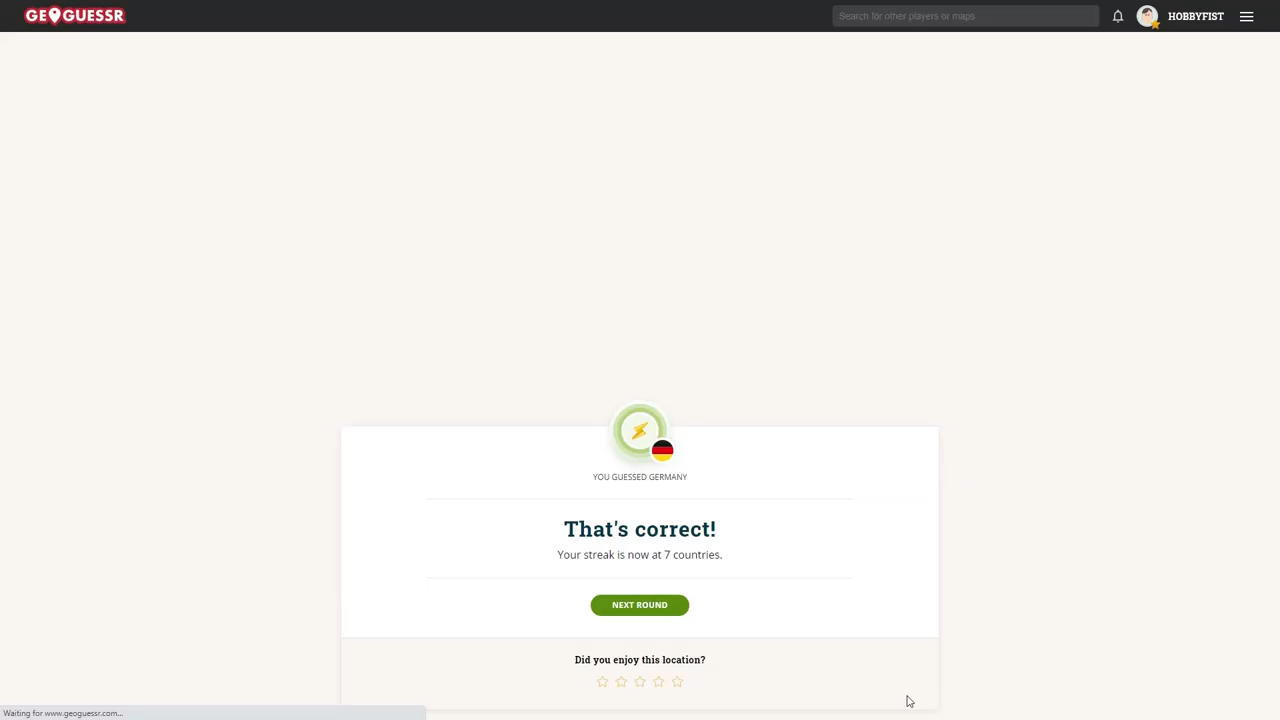 GEOGUESSR
Search for other players or maps
HOBBYFIST
YOU GUESSED GERMANY
That's correct!
Your streak is now at 7 countries.
NEXT ROUND
Did you enjoy this location?
Waiting for www.geoguessr.com...